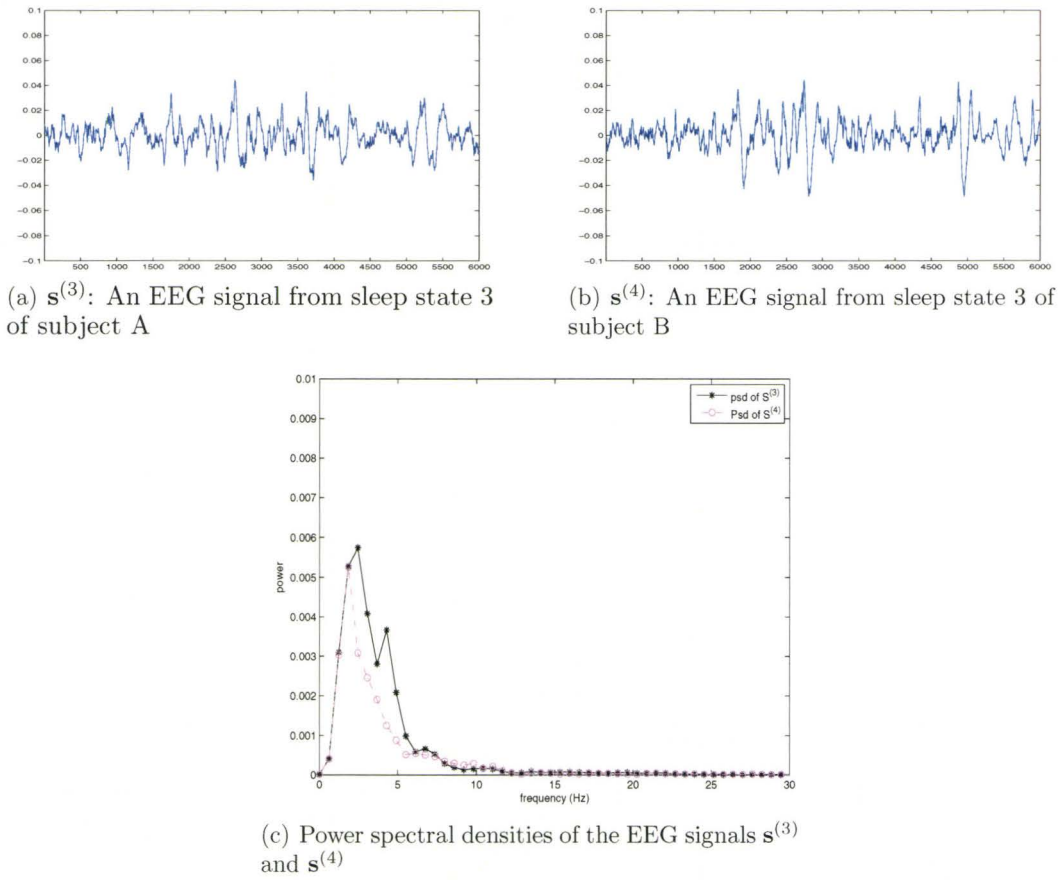 0.1
0.08
0.06
0.04
0.02
0
−0.02
−0.04
−0.06
−0.08
−0.1
500 1000 1500 2000 2500 3000 3500 4000 4500 5000 5500 6000
(a) s(3): An EEG signal from sleep state 3
of subject A
0.1
0.08
0.06
0.04
0.02
0
−0.02
−0.04
−0.06
−0.08
−0.1
500 1000 1500 2000 2500 3000 3500 4000 4500 5000 5500 6000
(b) s(4): An EEG signal from sleep state 3 of
subject B
0.01
0.009
0.008
0.007
0.006
0.005
0.004
0.003
0.002
0.001
0
power
psd of S(3)
Psd of S(4)
0 5 10 15 20 25 30
frequency (Hz)
(c) Power spectral densities of the EEG signals s(3)
and s(4)